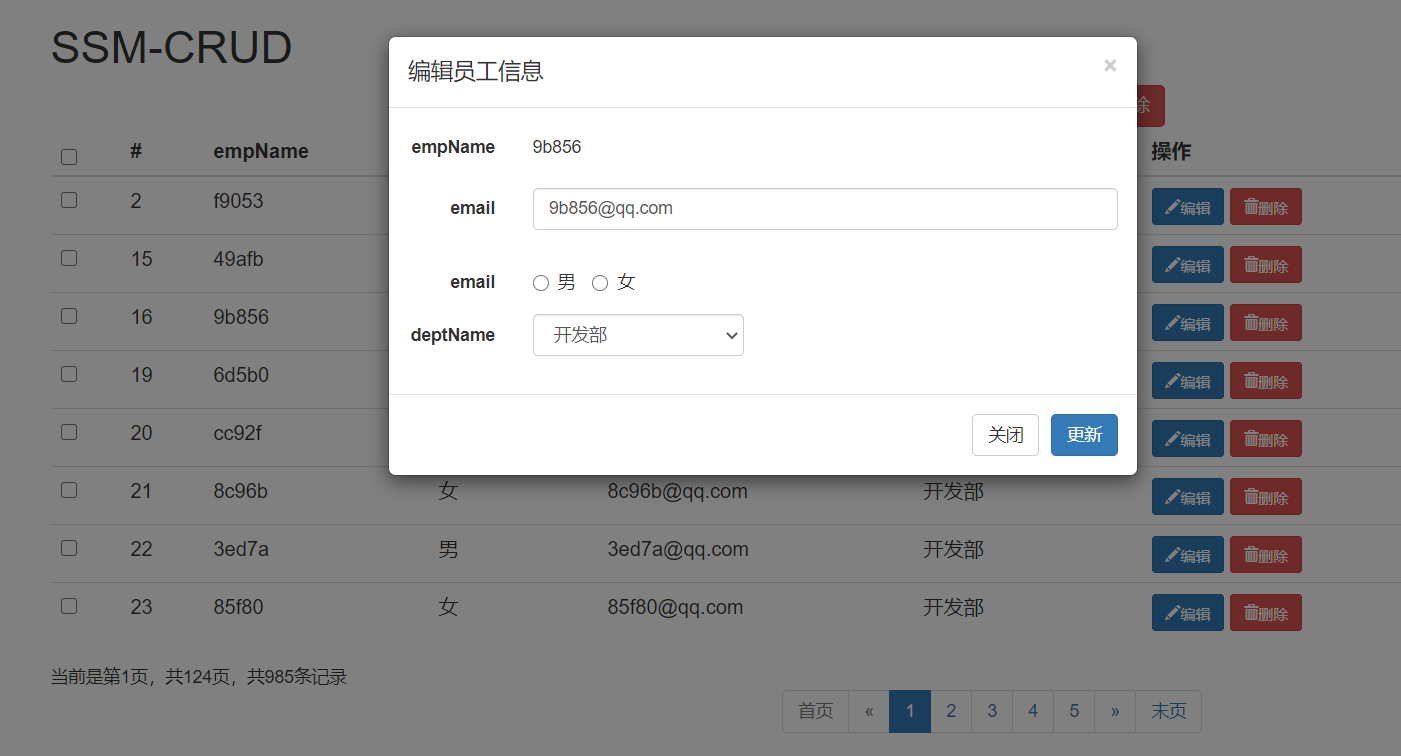 SSM-CRUD
编辑员工信息 ×
除
# empName 操作
empName 9b856
email 9b856@qq.com
email 男 女
deptName 开发部
关闭 更新
2 f9053 编辑 删除
15 49afb 编辑 删除
16 9b856 编辑 删除
19 6d5b0 编辑 删除
20 cc92f 编辑 删除
21 8c96b 女 8c96b@qq.com 开发部 编辑 删除
22 3ed7a 男 3ed7a@qq.com 开发部 编辑 删除
23 85f80 女 85f80@qq.com 开发部 编辑 删除
当前是第1页，共124页，共985条记录
首页 « 1 2 3 4 5 » 末页